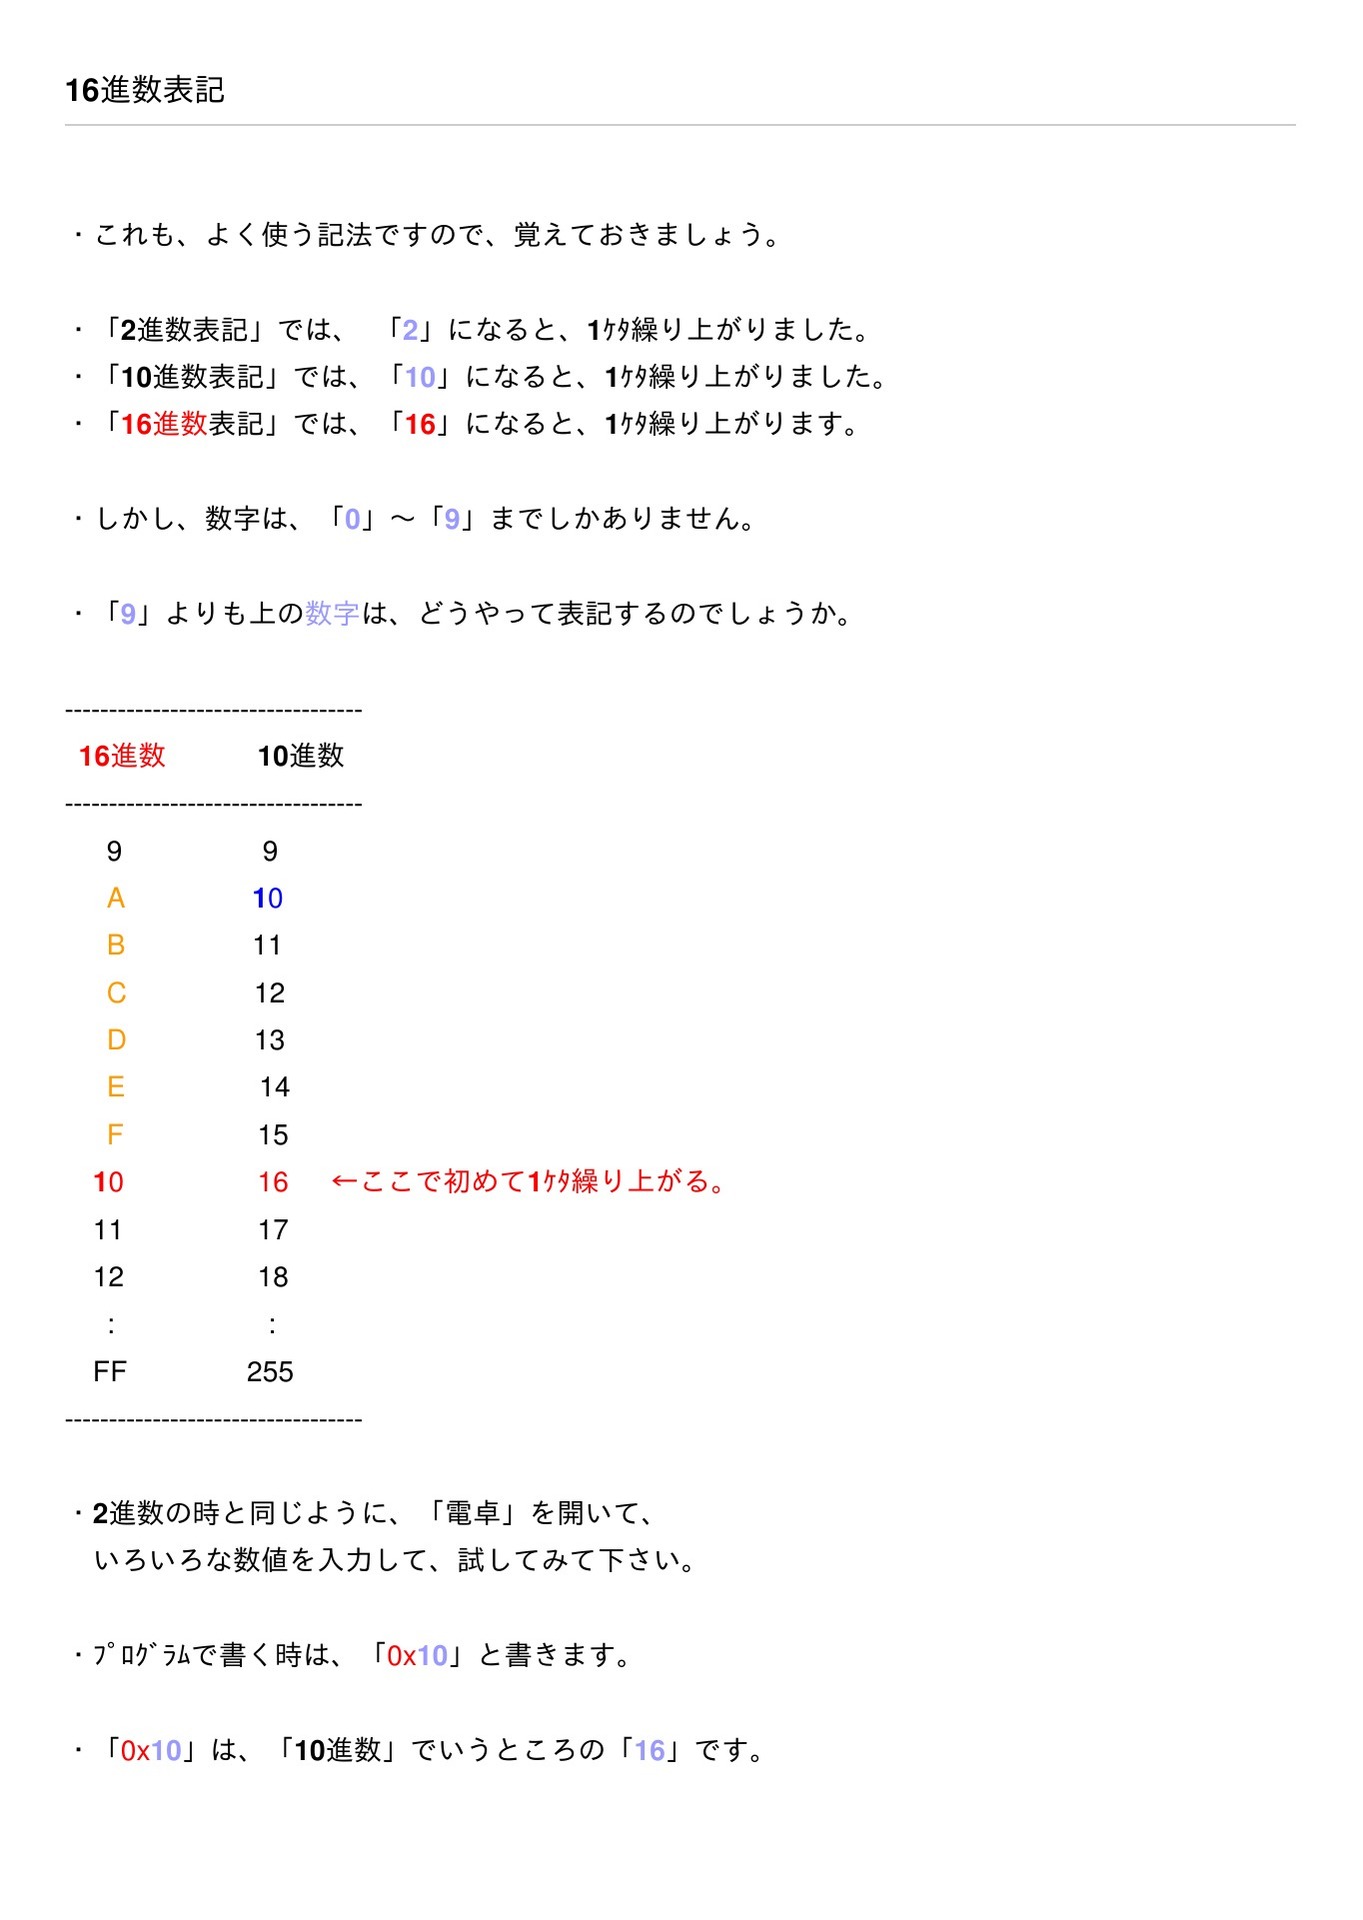 16進数表記
・これも、よく使う記法ですので、覚えておきましょう。
・「2進数表記」では、 「2」になると、1ｹﾀ繰り上がりました。
・「10進数表記」では、「10」になると、1ｹﾀ繰り上がりました。
・「16進数表記」では、「16」になると、1ｹﾀ繰り上がります。
・しかし、数字は、「0」～「9」までしかありません。
・「9」よりも上の数字は、どうやって表記するのでしょうか。
----------------------------------
16進数 10進数
----------------------------------
9 9
A 10
B 11
C 12
D 13
E 14
F 15
10 16 ←ここで初めて1ｹﾀ繰り上がる。
11 17
12 18
: :
FF 255
----------------------------------
・2進数の時と同じように、「電卓」を開いて、
いろいろな数値を入力して、試してみて下さい。
・ﾌﾟﾛｸﾞﾗﾑで書く時は、「0x10」と書きます。
・「0x10」は、「10進数」でいうところの「16」です。